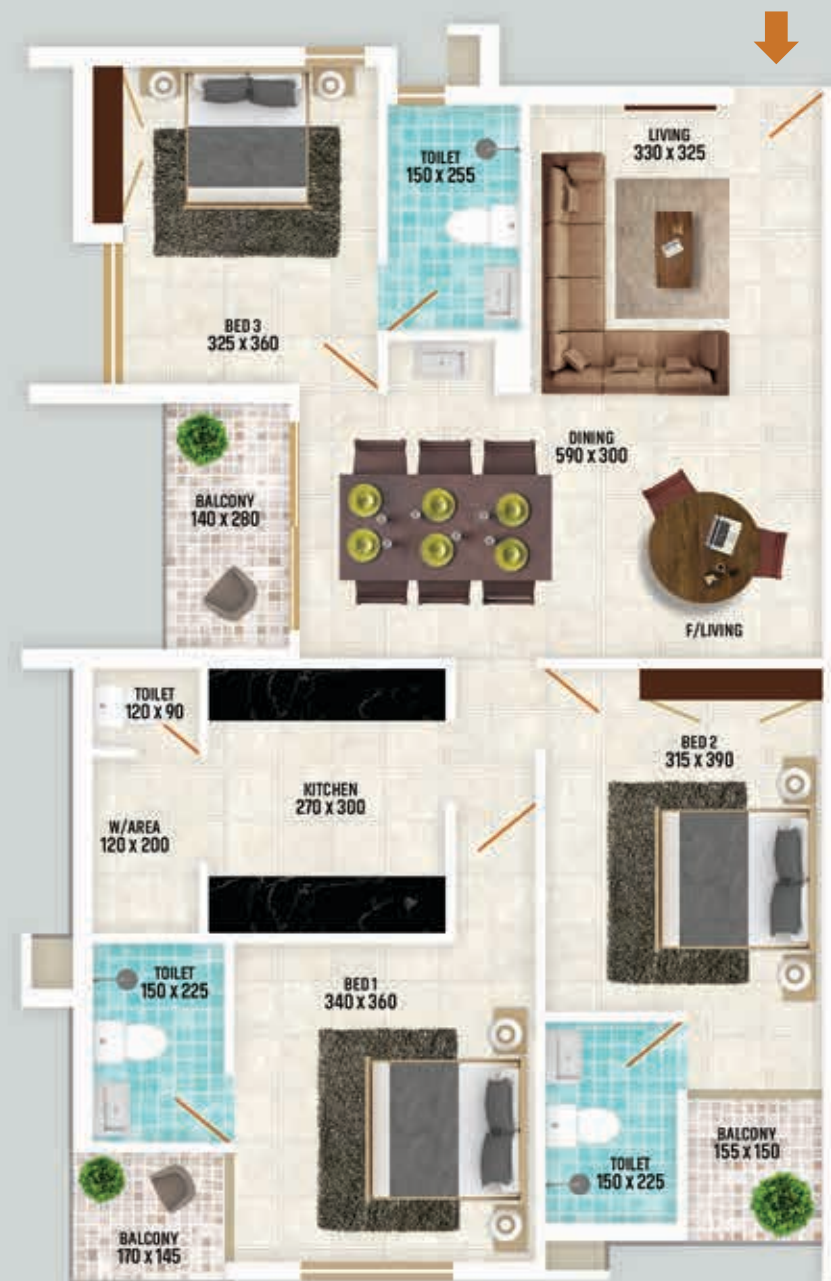 LIVING
330 X 325
TOILET
150 X 255
BED 3
325 X 360
DINING
590 X 300
BALCONY
140 X 280
F/LIVING
TOILET
120 X 90
BED 2
315 X 390
KITCHEN
270 X 300
W/AREA
120 X 200
TOILET
150 X 225
BED 1
340 X 360
BALCONY
155 X 150
TOILET
150 X 225
BALCONY
170 X 145